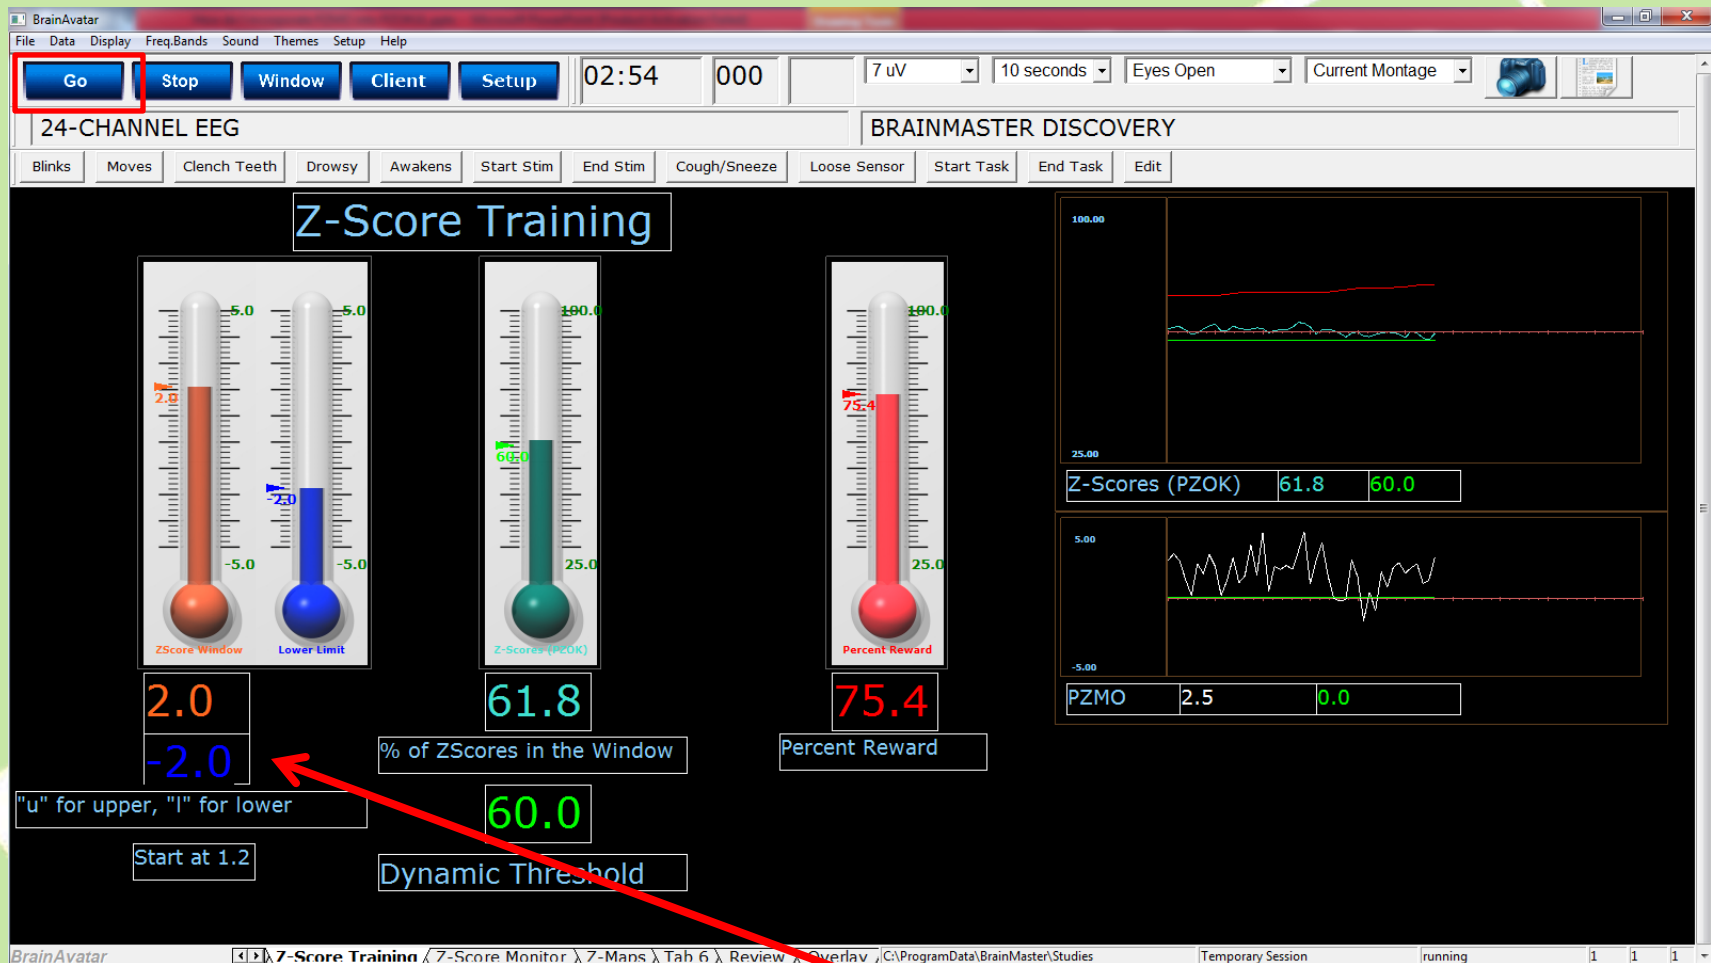 BrainAvatar
File Data Display Freq.Bands Sound Themes Setup Help
Go Stop Window Client Setup 02:54 000 7 uV 10 seconds Eyes Open Current Montage
24-CHANNEL EEG BRAINMASTER DISCOVERY
Blinks Moves Clench Teeth Drowsy Awakens Start Stim End Stim Cough/Sneeze Loose Sensor Start Task End Task Edit
Z-Score Training
5.0 5.0 100.0 100.0
2.0 -2.0 60.0 75.4
-5.0 -5.0 25.0 25.0
ZScore Window Lower Limit Z-Scores (PZOK) Percent Reward
2.0 61.8 75.4
-2.0 % of ZScores in the Window Percent Reward
"u" for upper, "l" for lower 60.0
Start at 1.2 Dynamic Threshold
100.00
25.00
Z-Scores (PZOK) 61.8 60.0
5.00
-5.00
PZMO 2.5 0.0
BrainAvatar Z-Score Training Z-Score Monitor Z-Maps Tab 6 Review Overlay C:\ProgramData\BrainMaster\Studies Temporary Session running 1 1 1